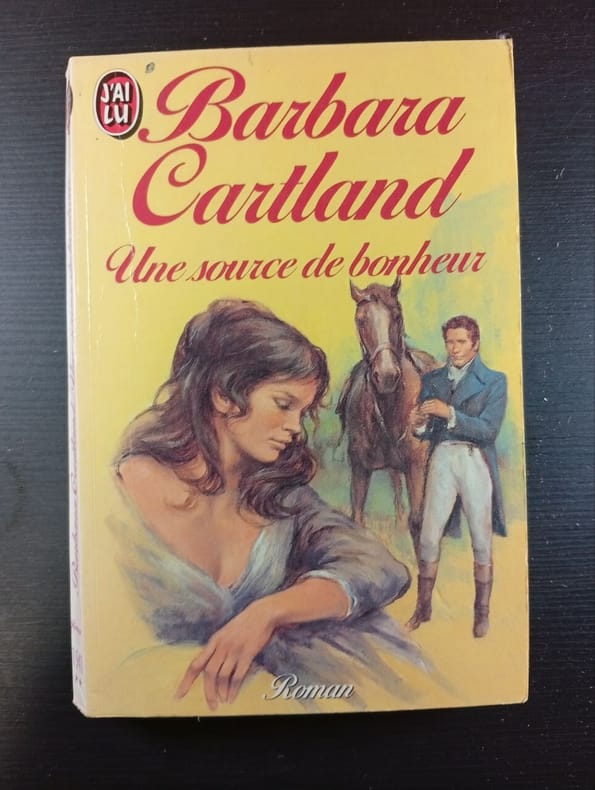 J'AI
LU
Barbara
Cartland
Une source de bonheur
Roman